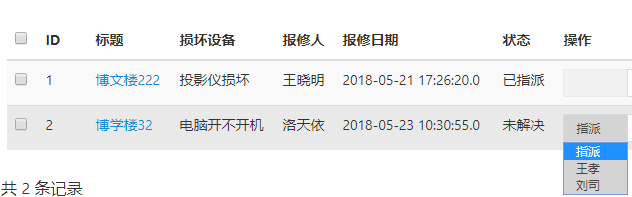 ID 标题 损坏设备 报修人 报修日期 状态 操作
1 博文楼222 投影仪损坏 王晓明 2018-05-21 17:26:20.0 已指派
2 博学楼32 电脑开不开机 洛天依 2018-05-23 10:30:55.0 未解决 指派
指派
王孝
刘司
共 2 条记录